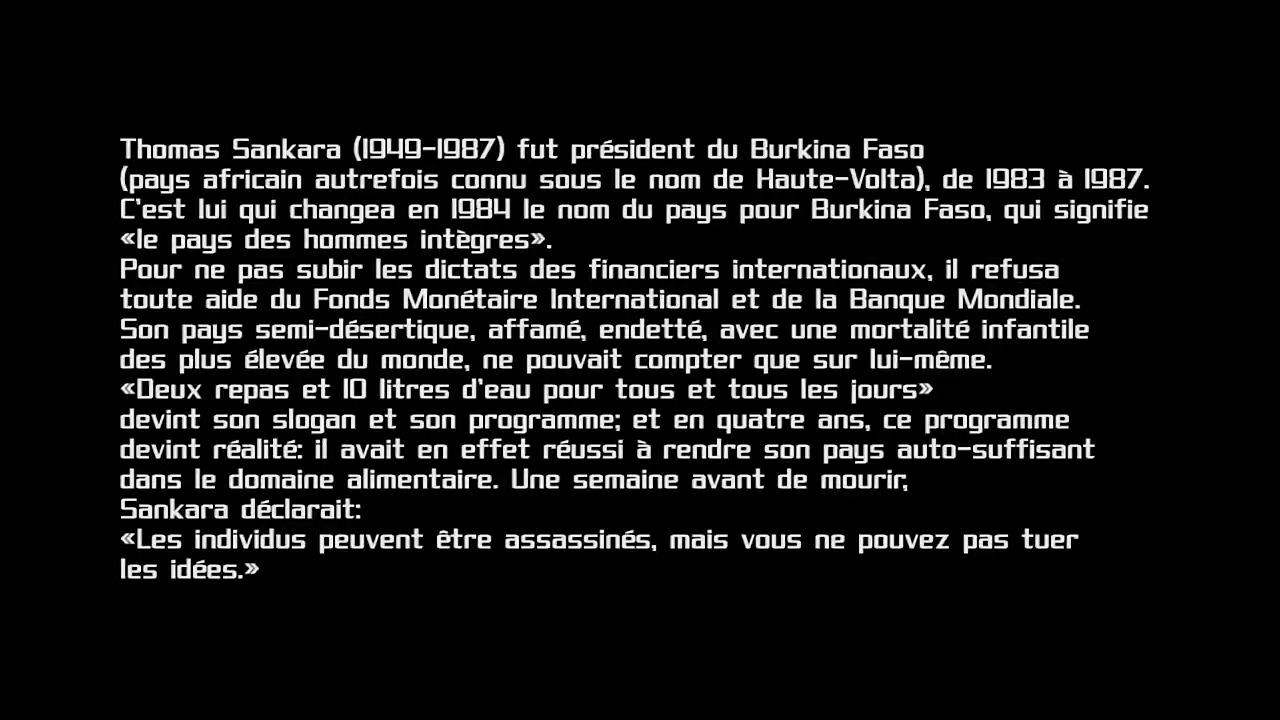 Thomas Sankara (1949-1987) fut président du Burkina Faso
(pays africain autrefois connu sous le nom de Haute-Volta), de 1983 à 1987.
C'est lui qui changea en 1984 le nom du pays pour Burkina Faso, qui signifie
«le pays des hommes intègres».
Pour ne pas subir les dictats des financiers internationaux, il refusa
toute aide du Fonds Monétaire International et de la Banque Mondiale.
Son pays semi-désertique, affamé, endetté, avec une mortalité infantile
des plus élevée du monde, ne pouvait compter que sur lui-même.
«Deux repas et 10 litres d'eau pour tous et tous les jours»
devint son slogan et son programme; et en quatre ans, ce programme
devint réalité: il avait en effet réussi à rendre son pays auto-suffisant
dans le domaine alimentaire. Une semaine avant de mourir,
Sankara déclarait:
«Les individus peuvent être assassinés, mais vous ne pouvez pas tuer
les idées.»